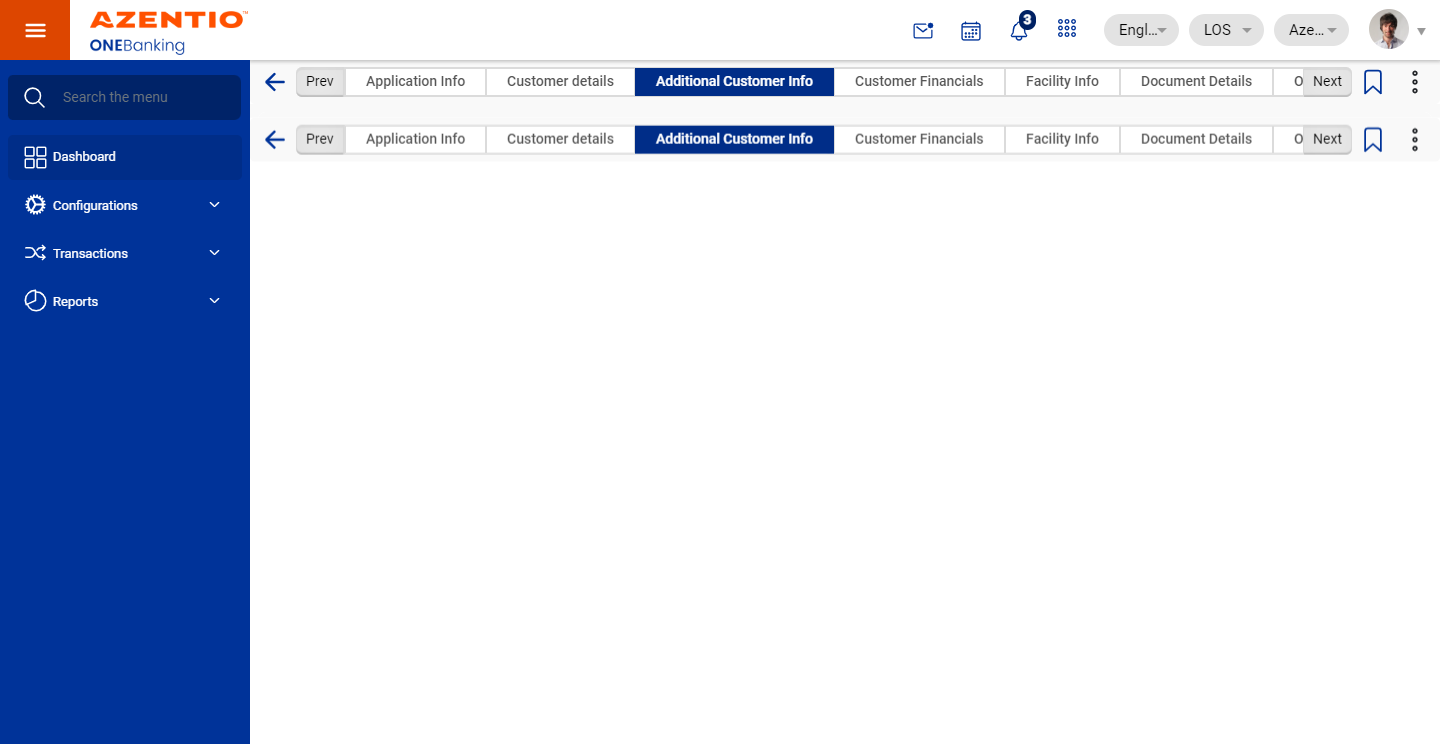 AZENTIO™
ONEBanking
3
Engl...
LOS
Aze...
Search the menu
Dashboard
Configurations
Transactions
Reports
Prev Application Info Customer details Additional Customer Info Customer Financials Facility Info Document Details O Next
Prev Application Info Customer details Additional Customer Info Customer Financials Facility Info Document Details O Next